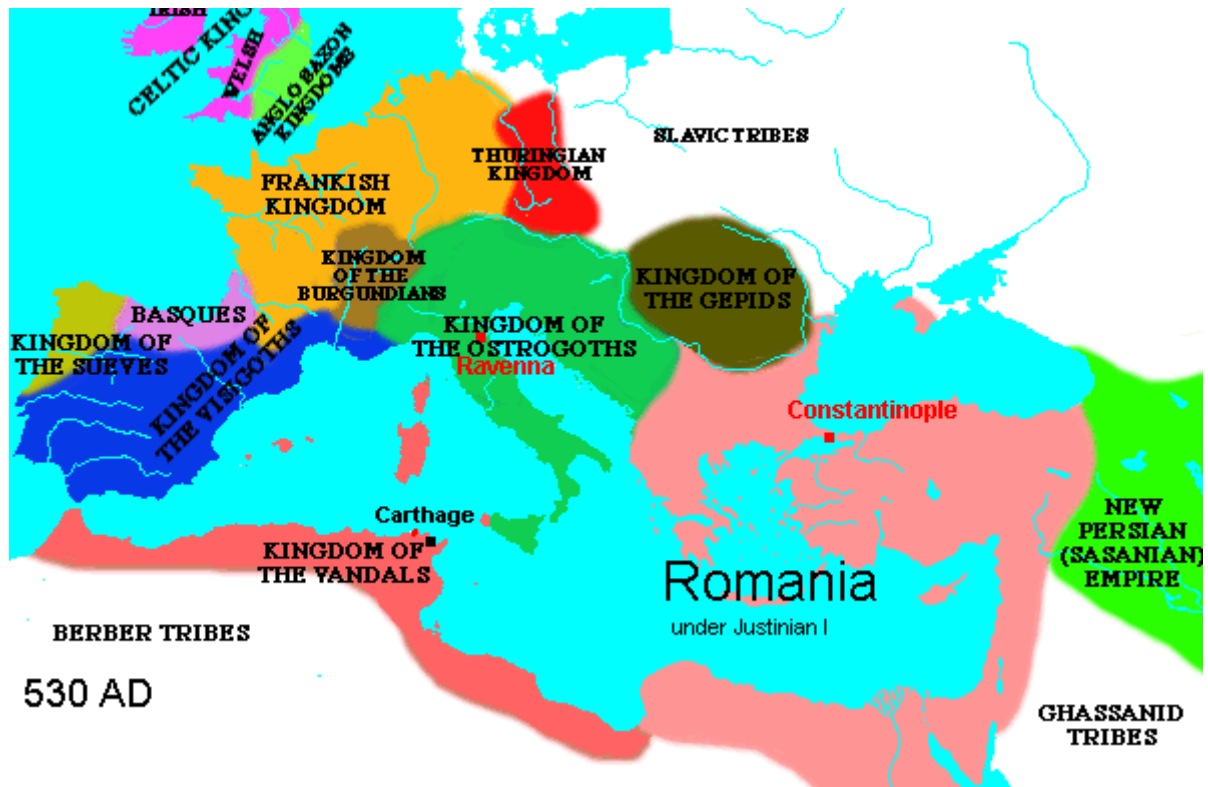 IRISH
CELTIC KING
WELSH
ANGLO SAXON
KINGDOMS
SLAVIC TRIBES
THURINGIAN
KINGDOM
FRANKISH
KINGDOM
KINGDOM
OF THE
BURGUNDIANS
KINGDOM OF
THE GEPIDS
BASQUES
KINGDOM OF
THE SUEVES
KINGDOM OF
THE VISIGOTHS
KINGDOM OF
THE OSTROGOTHS
Ravenna
Constantinople
Carthage
KINGDOM OF
THE VANDALS
NEW
PERSIAN
(SASANIAN)
EMPIRE
Romania
under Justinian I
BERBER TRIBES
530 AD
GHASSANID
TRIBES